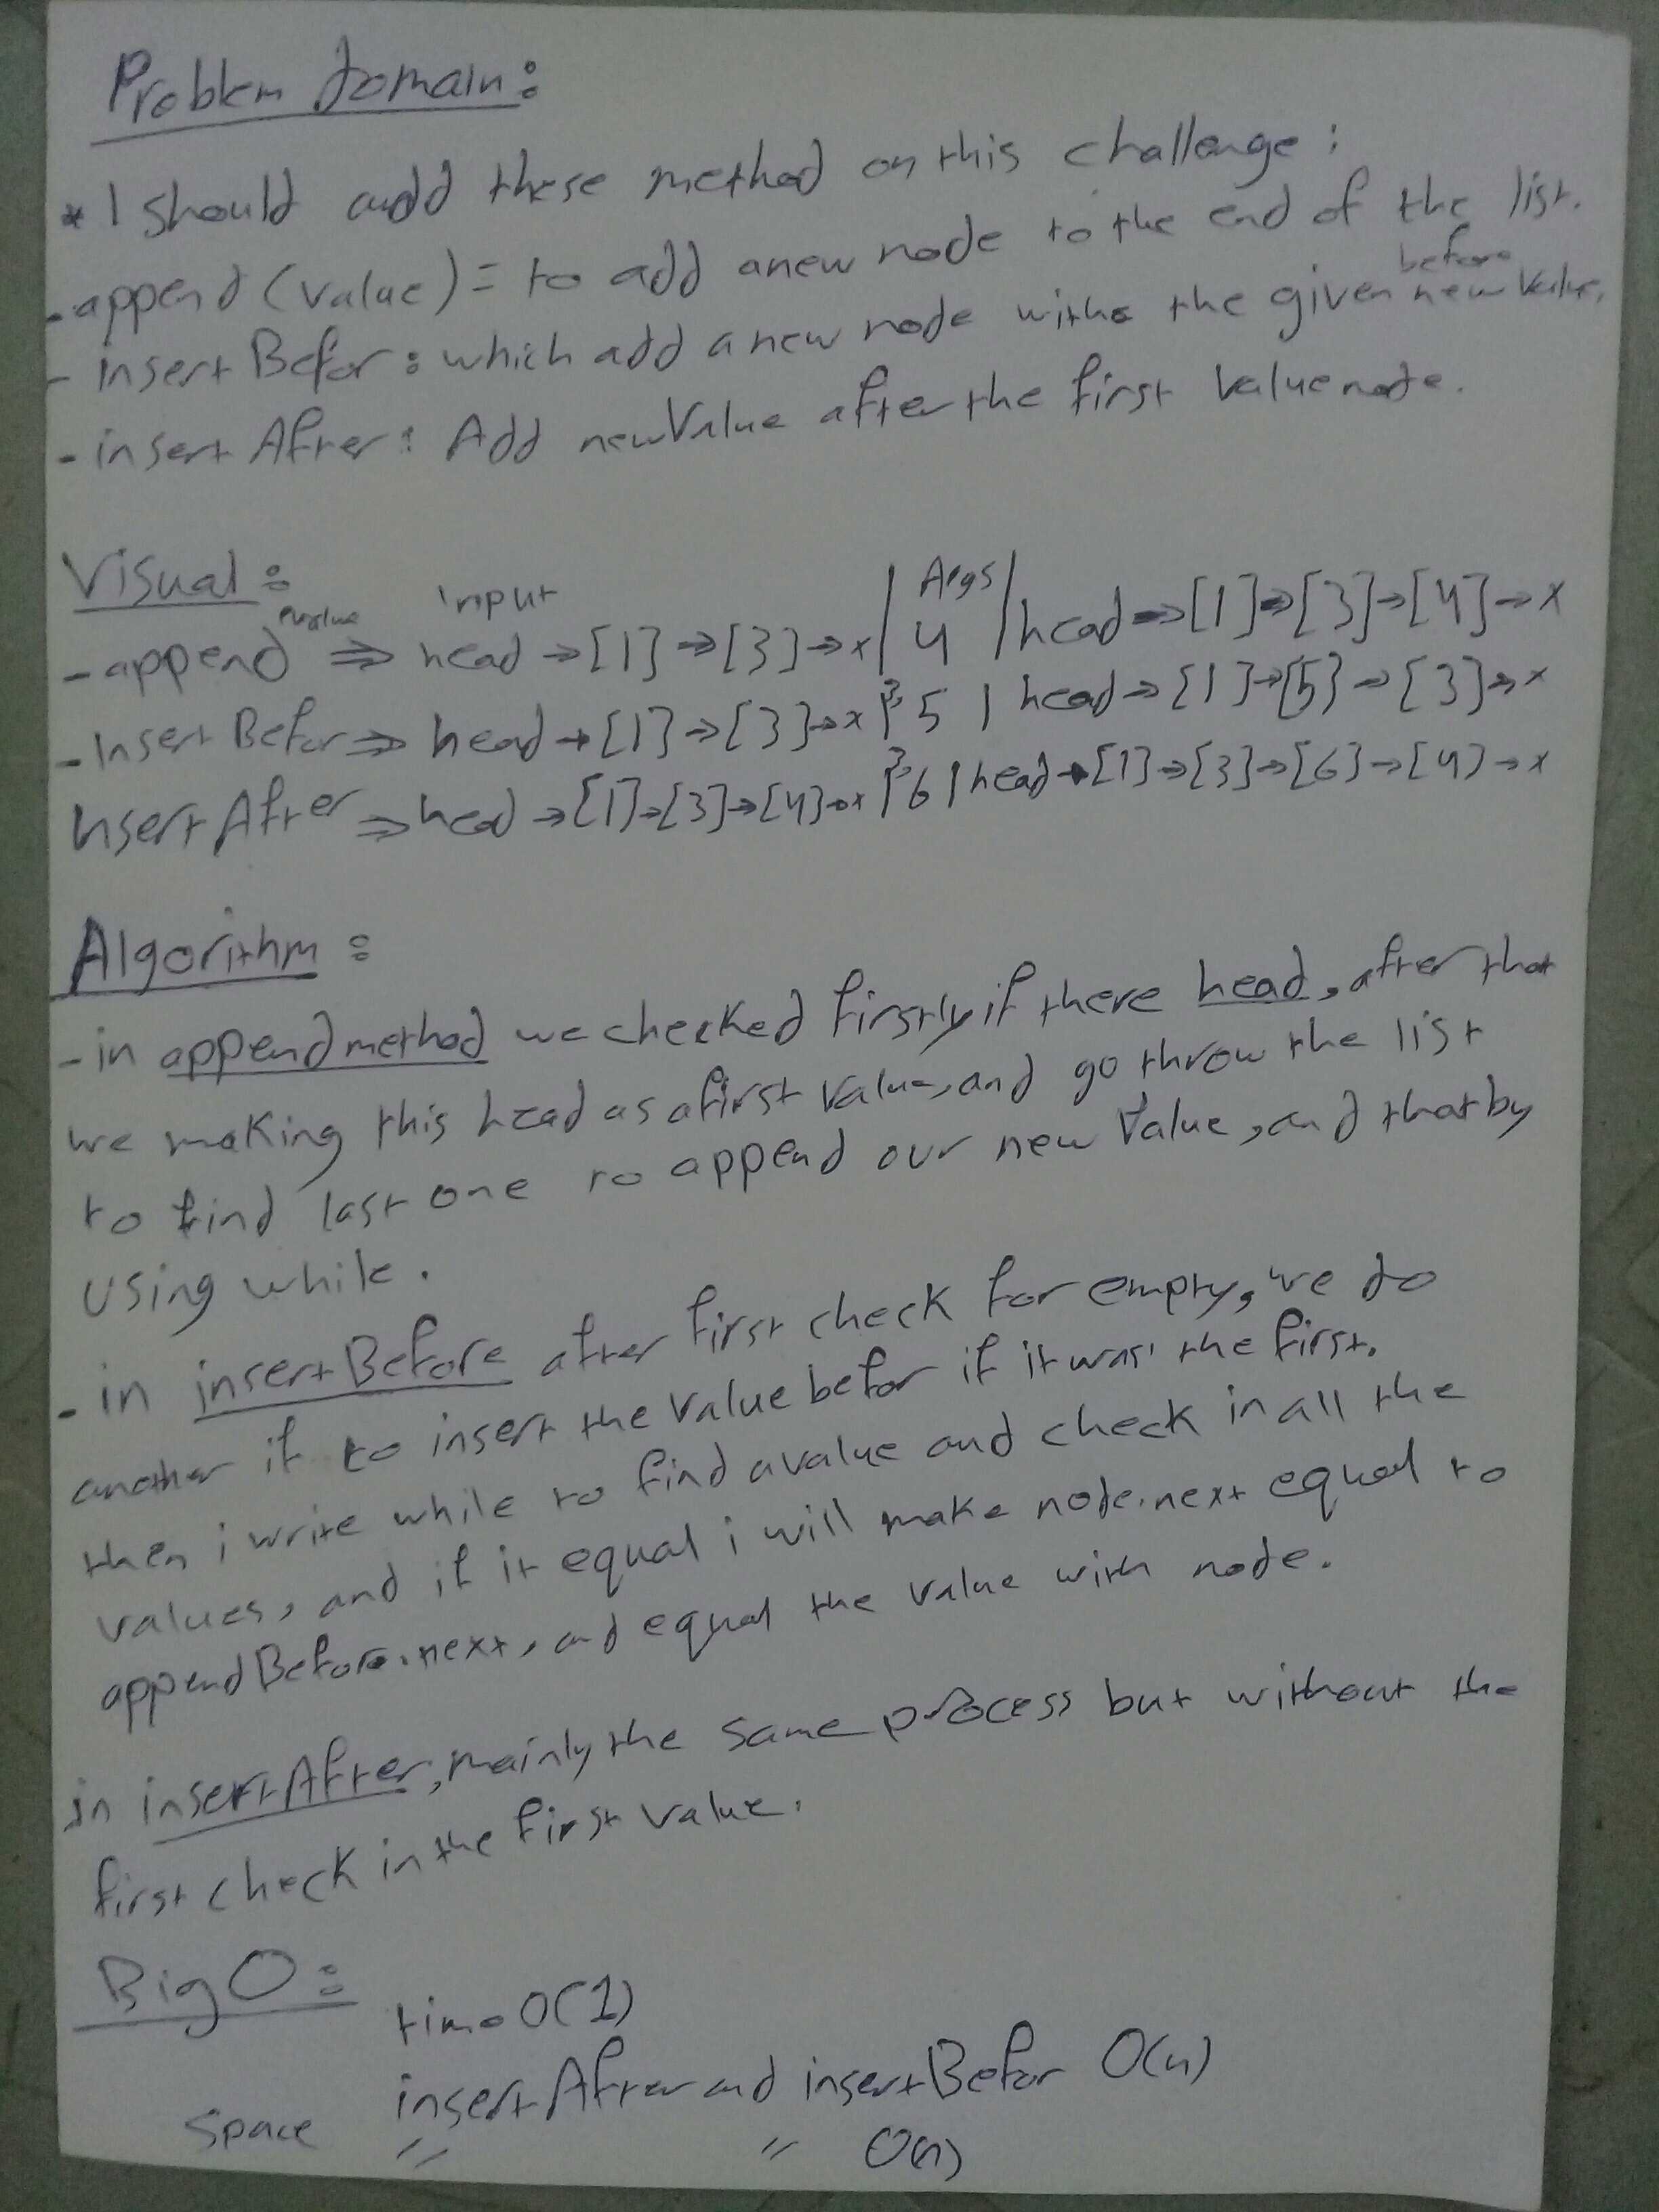 Problem domain:
* I should add these method on this challenge:
- append (value) = to add a new node to the end of the list.
before
- insert Befor: which add a new node with the given new Value,
- insert After: Add newValue after the first Value node.
Visual:
input | Args |
- append => head -> [1] -> [3] -> x | 4 | head -> [1] -> [3] -> [4] -> x
- Insert Befor => head -> [1] -> [3] -> x | 3, 5 | head -> [1] -> [5] -> [3] -> x
Insert After => head -> [1] -> [3] -> [4] -> x | 3, 6 | head -> [1] -> [3] -> [6] -> [4] -> x
Algorithm:
- in append method we checked firstly if there head, after that
we making this head as a first value, and go throw the list
to find last one to append our new Value, and that by
using while.
- in insertBefore after first check for empty, we do
another if to insert the value befor if it was' the first.
then i write while to find a value and check in all the
values, and if it equal i will make node.next equal to
appendBefore.next, and equal the value with node.
in insertAfter, mainly the same process but without the
first check in the first value.
Big O:
time O(1)
insertAfter and insertBefor O(n)
Space " " O(n)